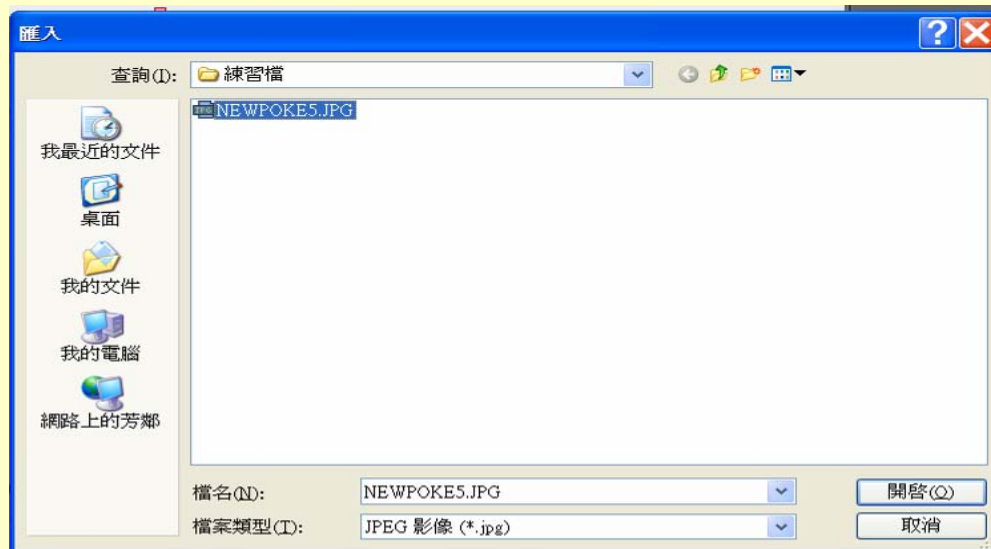 匯入
查詢(I): 練習檔
NEWPOKE5.JPG
我最近的文件
桌面
我的文件
我的電腦
網路上的芳鄰
檔名(N): NEWPOKE5.JPG 開啓(O)
檔案類型(T): JPEG 影像 (*.jpg) 取消